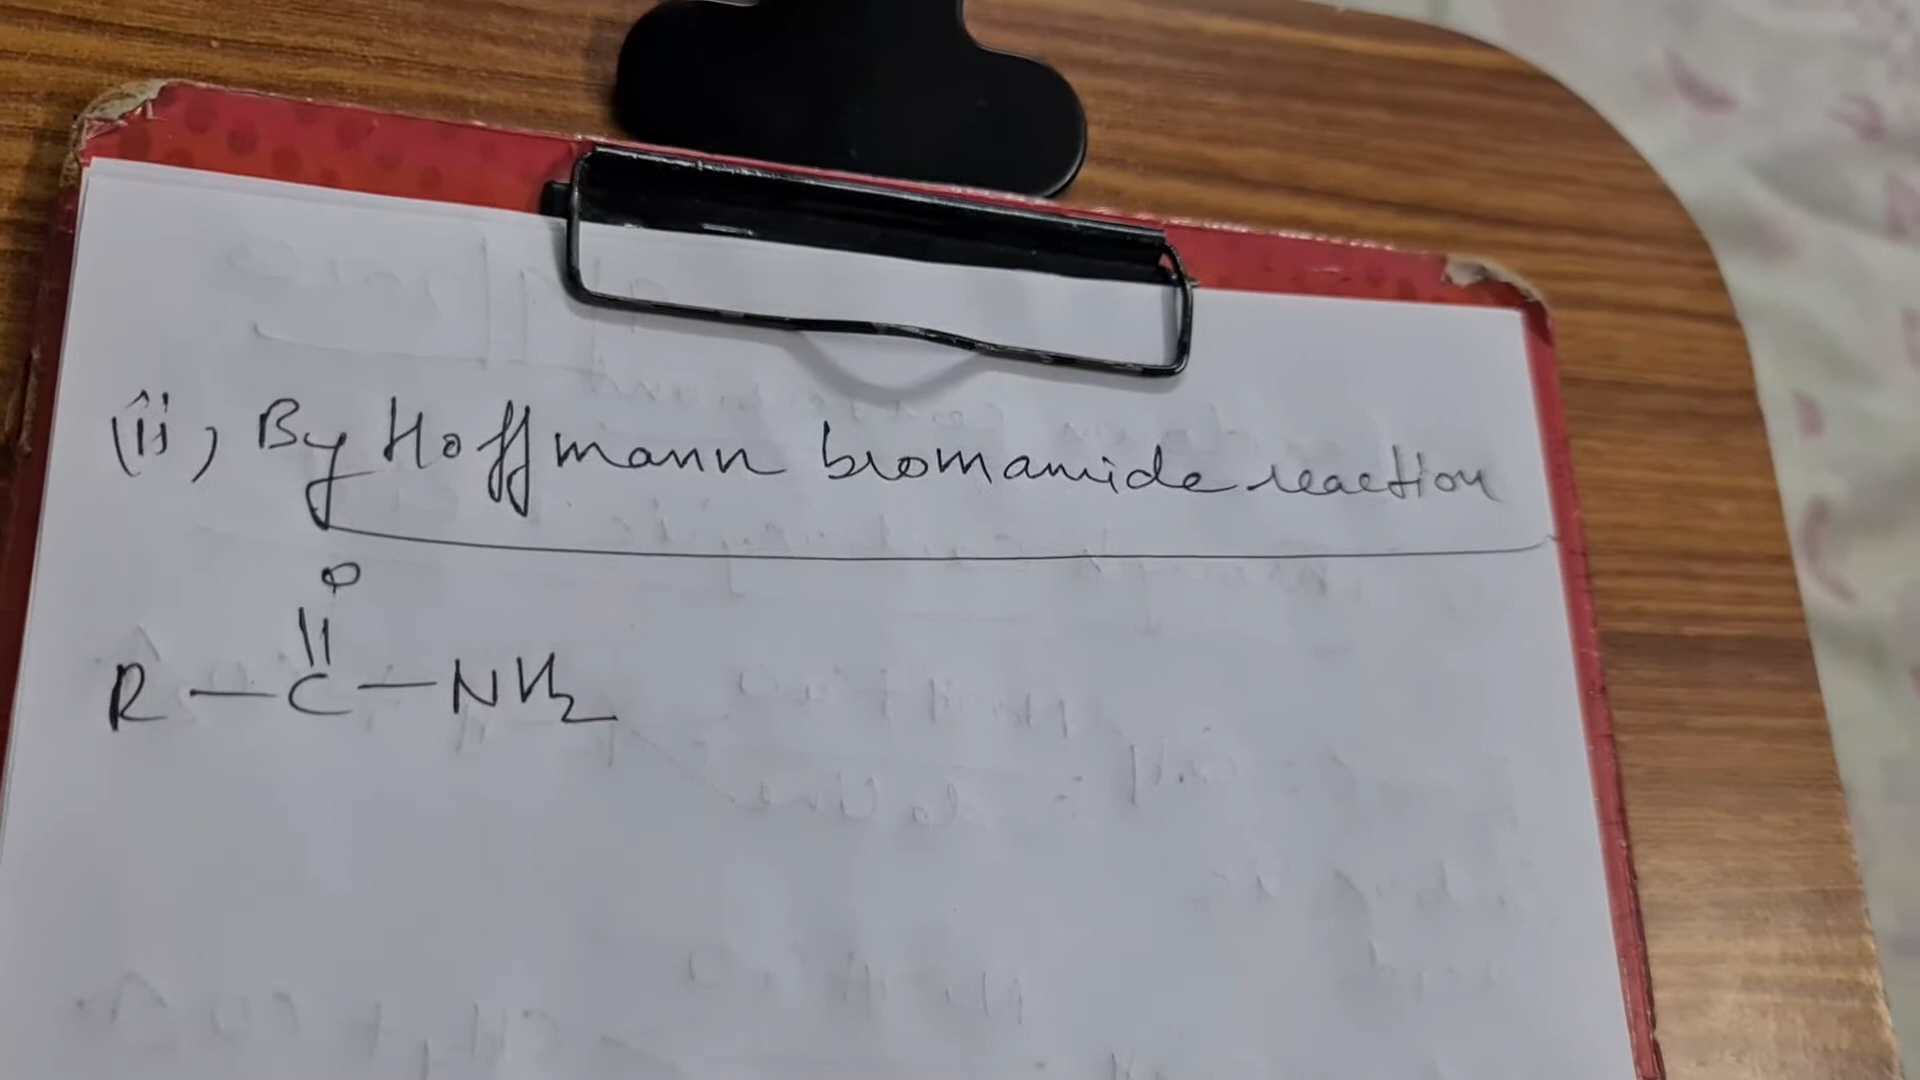 (ii) By Hoffmann bromamide reaction
O
||
R — C — NH2